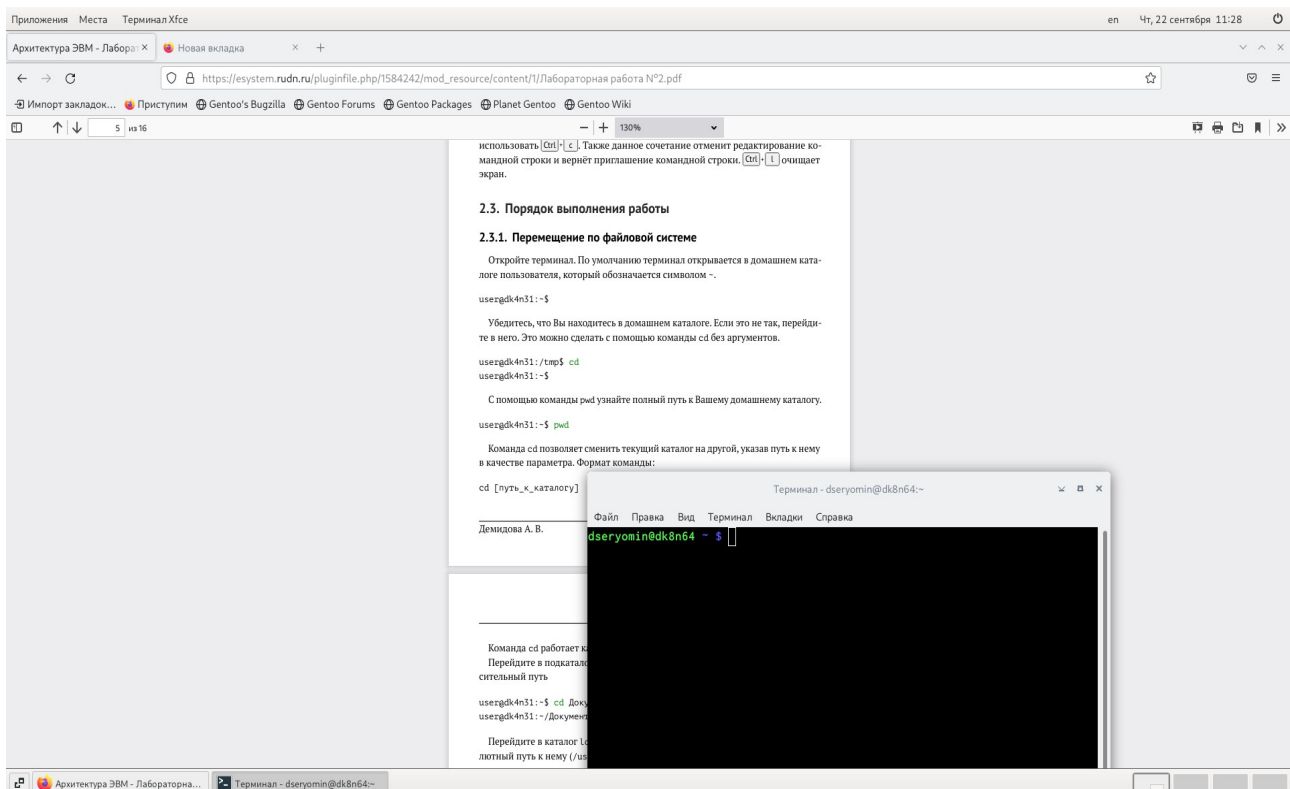 Приложения Места Терминал Xfce en Чт, 22 сентября 11:28
Архитектура ЭВМ - Лаборат Новая вкладка
https://esystem.rudn.ru/pluginfile.php/1584242/mod_resource/content/1/Лабораторная работа №2.pdf
Импорт закладок... Приступим Gentoo's Bugzilla Gentoo Forums Gentoo Packages Planet Gentoo Gentoo Wiki
5 из 16 130%
использовать Ctrl + c . Также данное сочетание отменит редактирование ко-
мандной строки и вернёт приглашение командной строки. Ctrl + l очищает
экран.
2.3. Порядок выполнения работы
2.3.1. Перемещение по файловой системе
Откройте терминал. По умолчанию терминал открывается в домашнем ката-
логе пользователя, который обозначается символом ~.
user@dk4n31:~$
Убедитесь, что Вы находитесь в домашнем каталоге. Если это не так, перейди-
те в него. Это можно сделать с помощью команды cd без аргументов.
user@dk4n31:/tmp$ cd
user@dk4n31:~$
С помощью команды pwd узнайте полный путь к Вашему домашнему каталогу.
user@dk4n31:~$ pwd
Команда cd позволяет сменить текущий каталог на другой, указав путь к нему
в качестве параметра. Формат команды:
cd [путь_к_каталогу]
Демидова А. В.
Терминал - dseryomin@dk8n64:~
Файл Правка Вид Терминал Вкладки Справка
dseryomin@dk8n64 ~ $
Команда cd работает к
Перейдите в подкатало
сительный путь
user@dk4n31:~$ cd Доку
user@dk4n31:~/Докумен
Перейдите в каталог lo
лютный путь к нему (/us
Архитектура ЭВМ - Лабораторна... Терминал - dseryomin@dk8n64:~